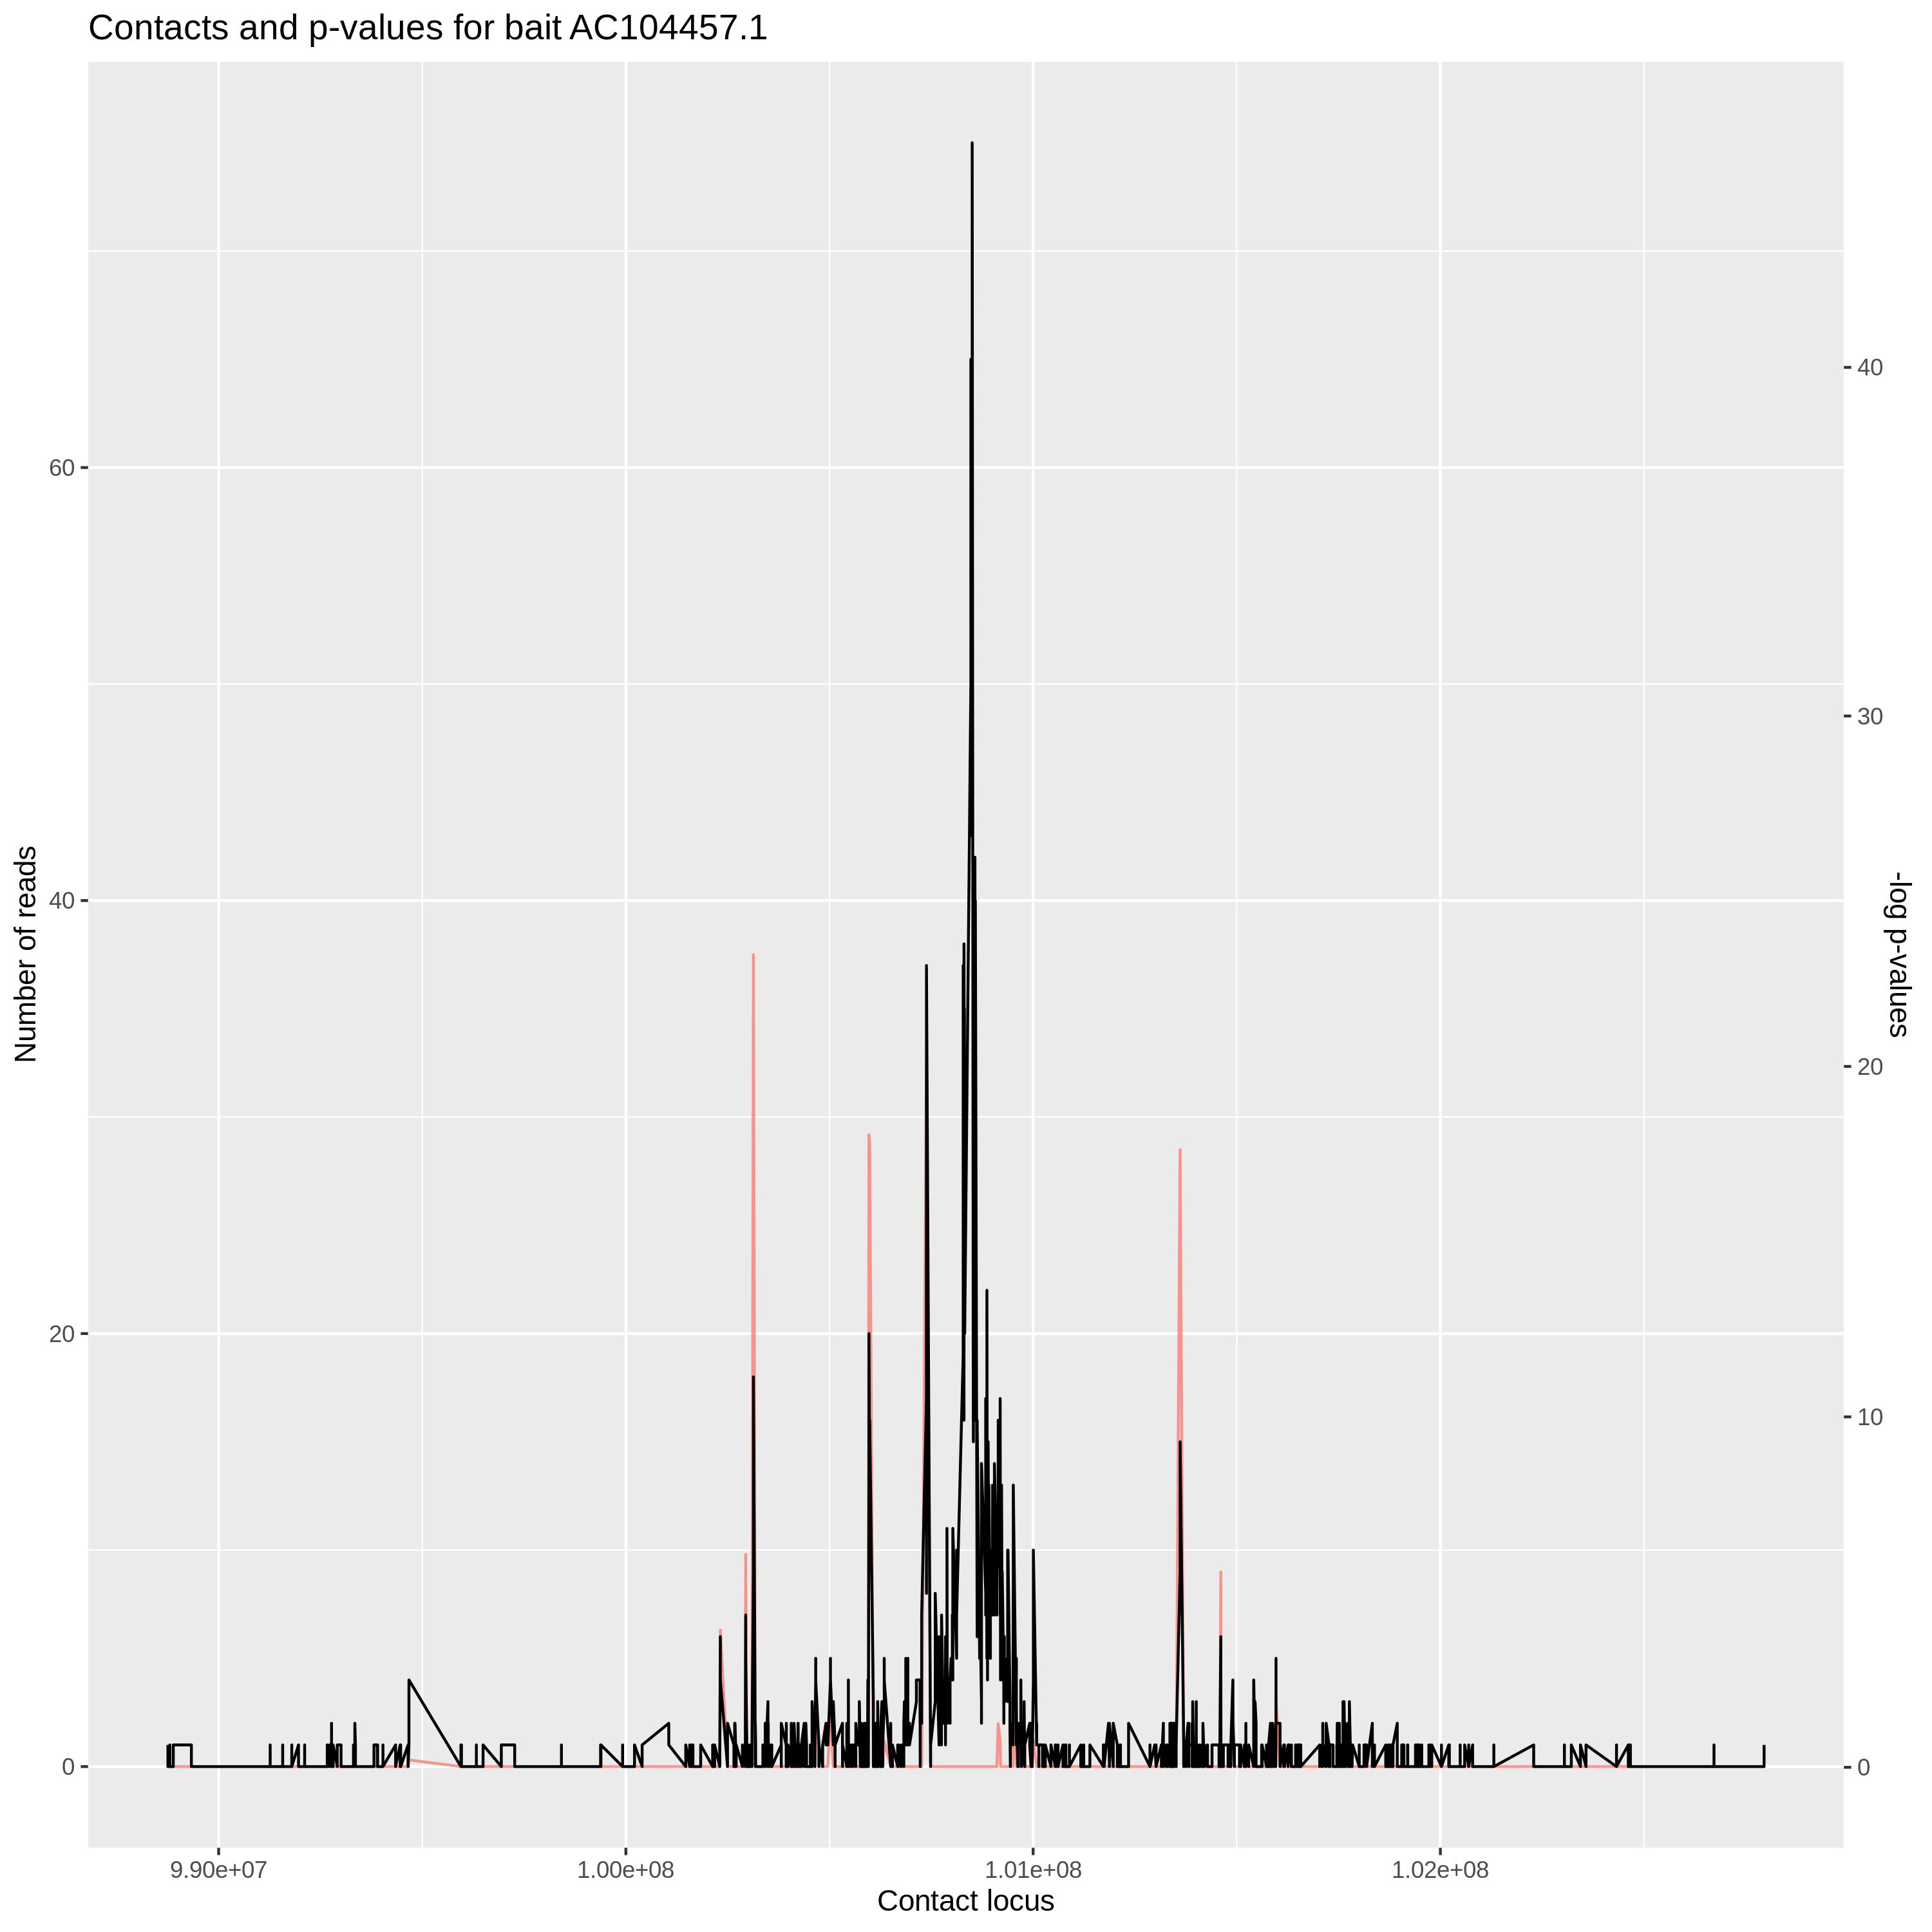 Contacts and p-values for bait AC104457.1
Number of reads
60
40
20
0
40
30
20
10
0
-log p-values
9.90e+07
1.00e+08
1.01e+08
1.02e+08
Contact locus